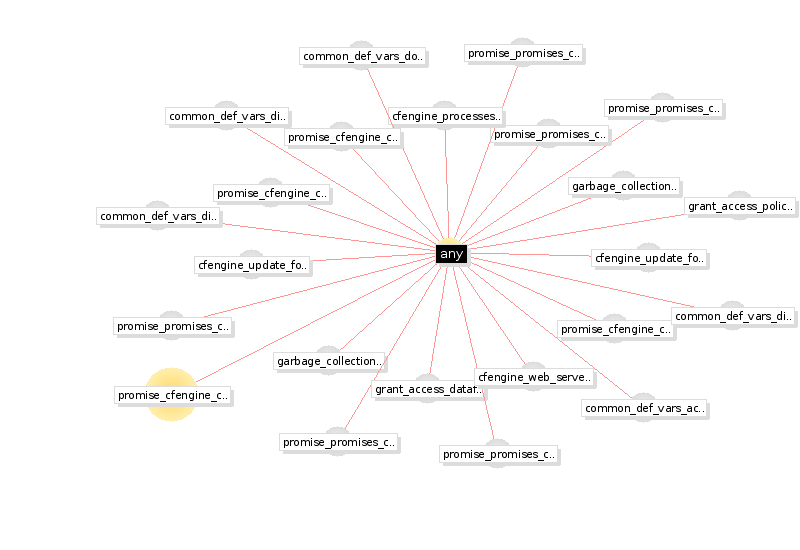 promise_promises_c..
common_def_vars_do..
promise_promises_c..
common_def_vars_di..
cfengine_processes..
promise_promises_c..
promise_cfengine_c..
garbage_collection..
promise_cfengine_c..
grant_access_polic..
common_def_vars_di..
any
cfengine_update_fo..
cfengine_update_fo..
common_def_vars_di..
promise_promises_c..
promise_cfengine_c..
garbage_collection..
cfengine_web_serve..
grant_access_dataf..
promise_cfengine_c..
common_def_vars_ac..
promise_promises_c..
promise_promises_c..